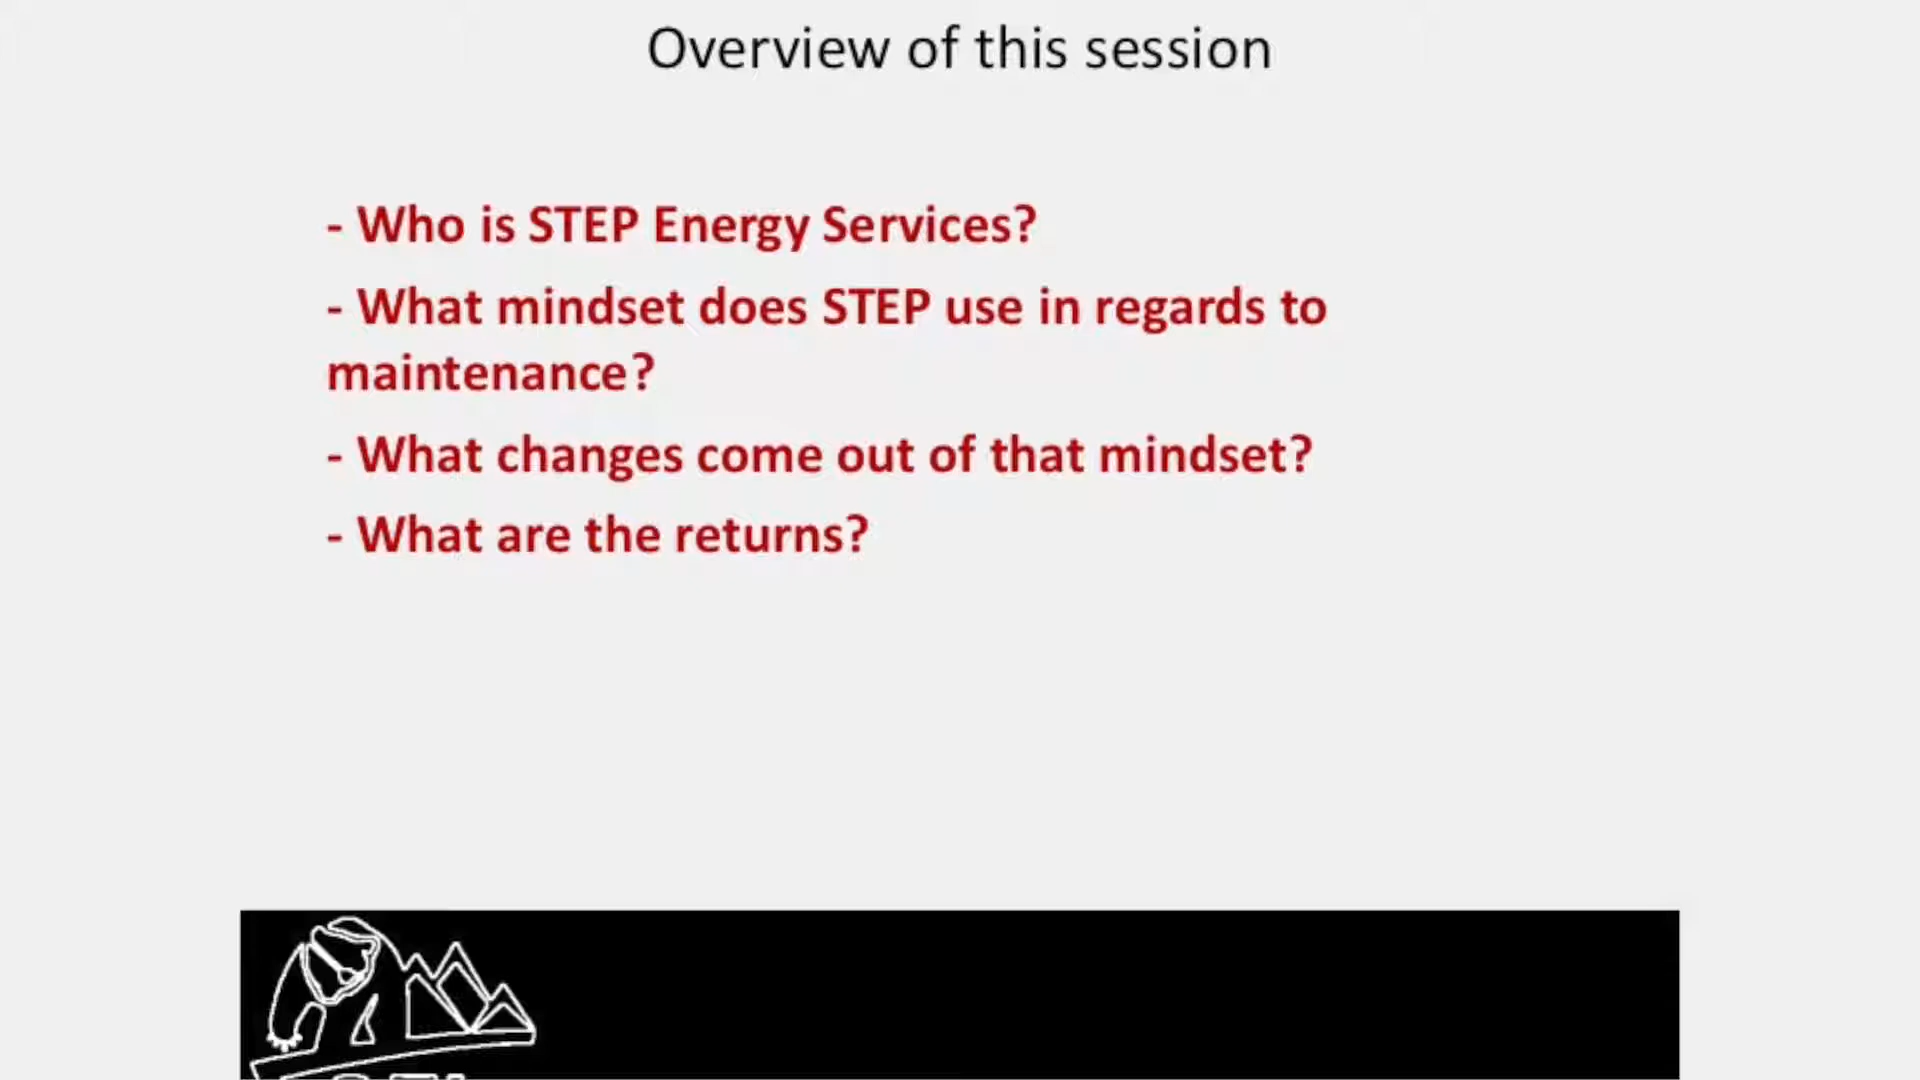 Overview of this session
- Who is STEP Energy Services?
- What mindset does STEP use in regards to
maintenance?
- What changes come out of that mindset?
- What are the returns?